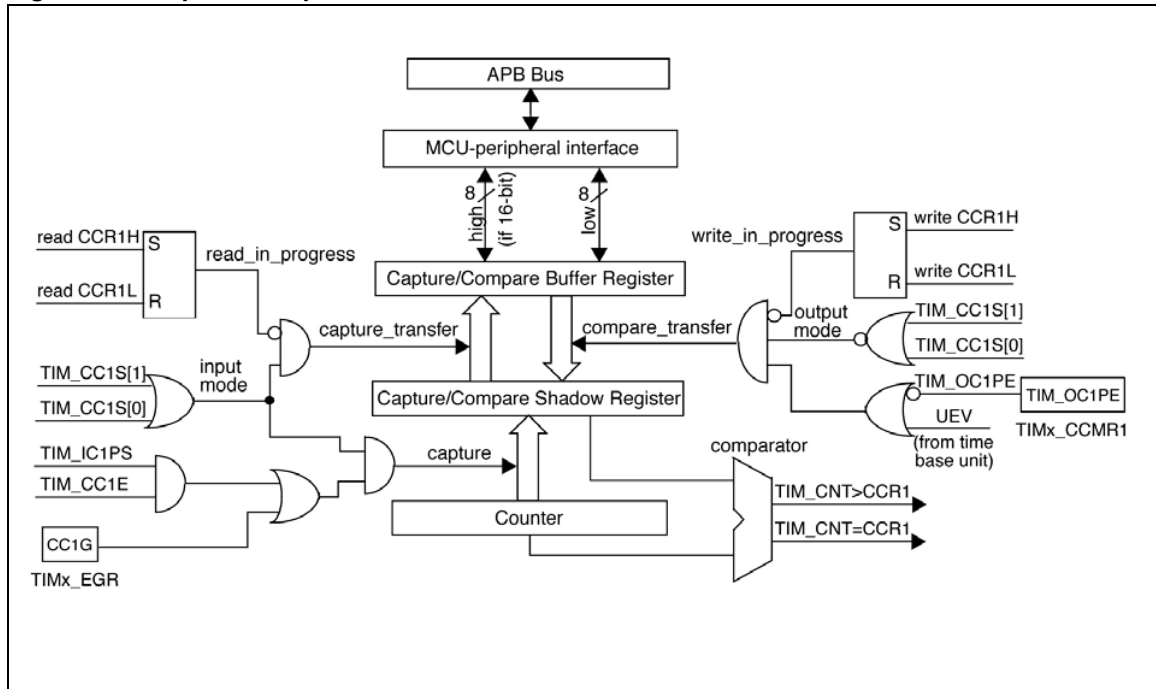 APB Bus
MCU-peripheral interface
8
high
(if 16-bit)
8
low
read CCR1H
S
read_in_progress
read CCR1L
R
write_in_progress
S
write CCR1H
R
write CCR1L
Capture/Compare Buffer Register
capture_transfer
compare_transfer
output
mode
TIM_CC1S[1]
TIM_CC1S[0]
input
mode
TIM_CC1S[1]
TIM_CC1S[0]
Capture/Compare Shadow Register
TIM_OC1PE
TIM_OC1PE
UEV
(from time
base unit)
TIMx_CCMR1
TIM_IC1PS
TIM_CC1E
capture
comparator
Counter
TIM_CNT>CCR1
TIM_CNT=CCR1
CC1G
TIMx_EGR